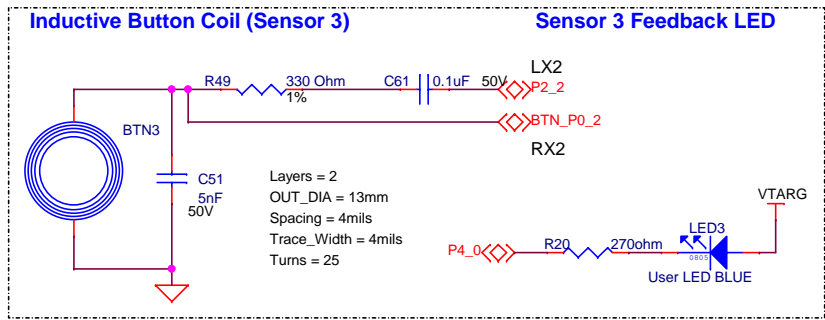 Inductive Button Coil (Sensor 3)
Sensor 3 Feedback LED
R49 330 Ohm
1%
C61 0.1uF 50V
LX2
P2_2
BTN_P0_2
RX2
BTN3
C51
5nF
50V
Layers = 2
OUT_DIA = 13mm
Spacing = 4mils
Trace_Width = 4mils
Turns = 25
VTARG
LED3
P4_0 R20 270ohm
0805
User LED BLUE